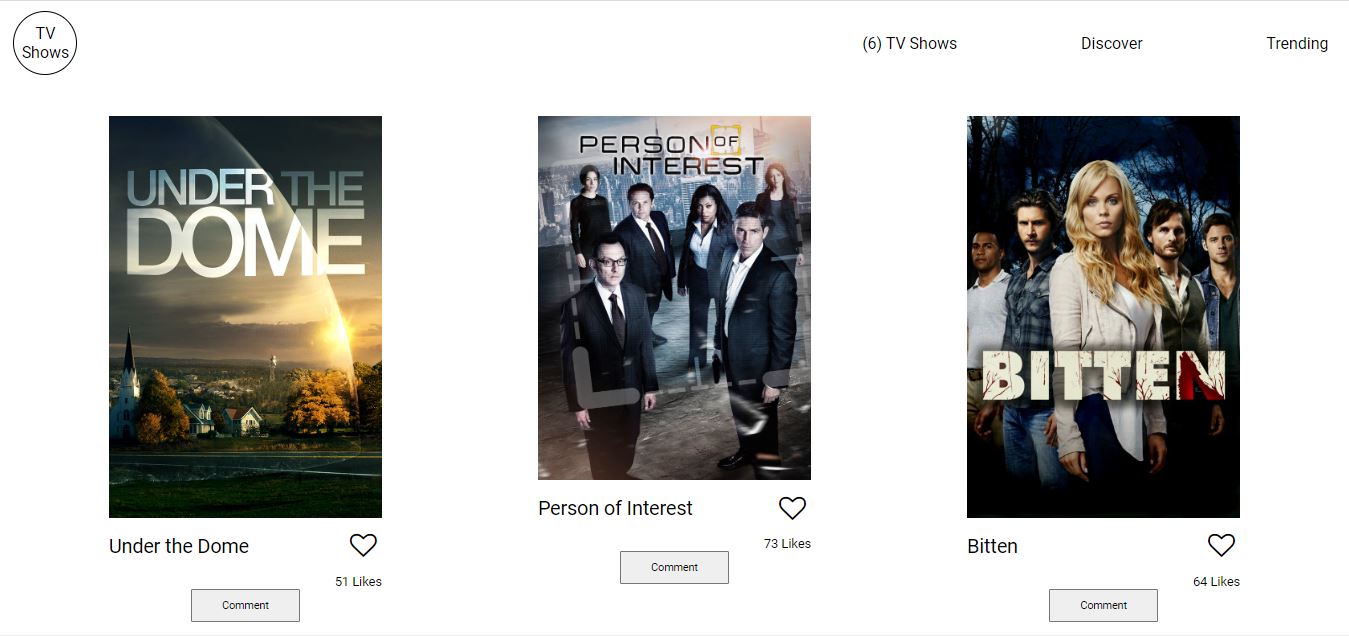 TV
Shows
(6) TV Shows
Discover
Trending
UNDER THE
DOME
PERSON OF
INTEREST
BITTEN
Under the Dome
51 Likes
Comment
Person of Interest
73 Likes
Comment
Bitten
64 Likes
Comment